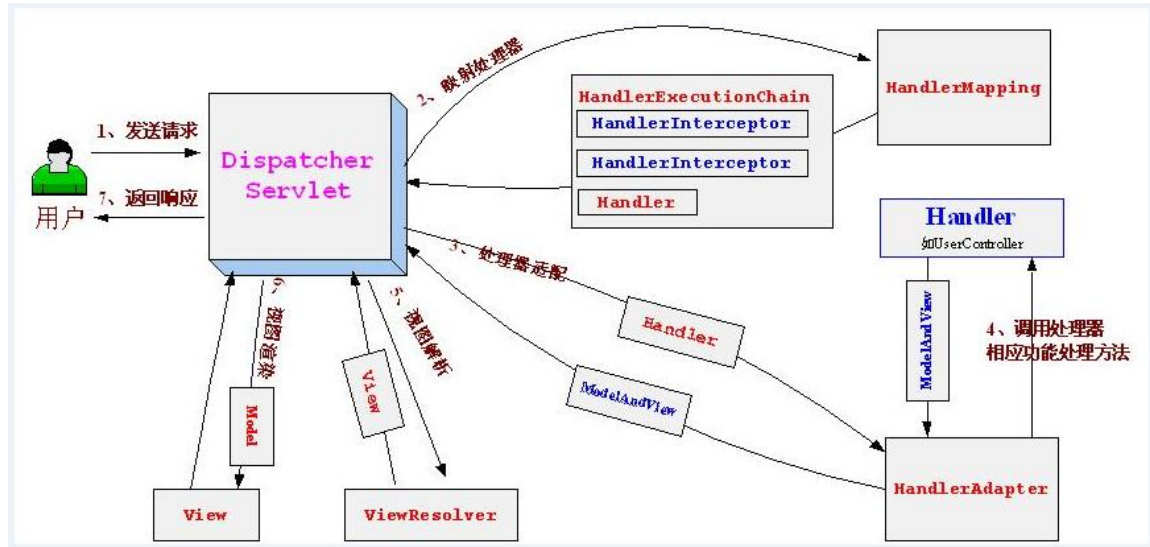 2、映射处理器
HandlerMapping
HandlerExecutionChain
HandlerInterceptor
HandlerInterceptor
Handler
1、发送请求
Dispatcher
Servlet
7、返回响应
用户
Handler
如UserController
3、处理器适配
Handler
ModelAndView
ModelAndView
4、调用处理器
相应功能处理方法
6、视图渲染
5、视图解析
View
Model
View
ViewResolver
HandlerAdapter